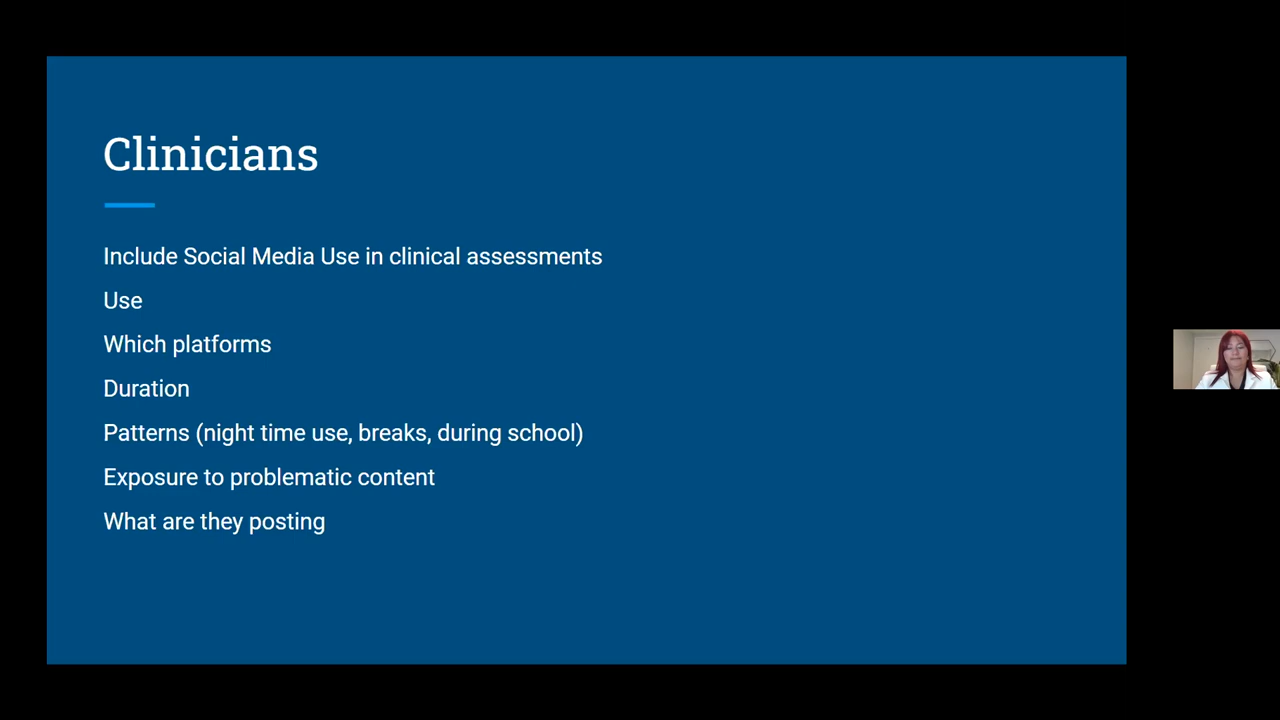 Clinicians
Include Social Media Use in clinical assessments
Use
Which platforms
Duration
Patterns (night time use, breaks, during school)
Exposure to problematic content
What are they posting